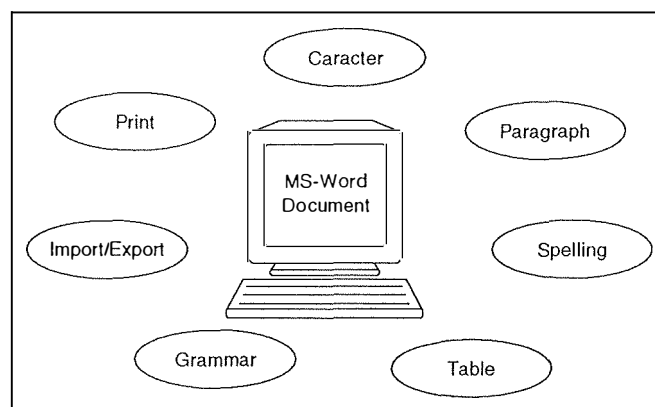 Caracter
Print
Paragraph
MS-Word
Document
Import/Export
Spelling
Grammar
Table